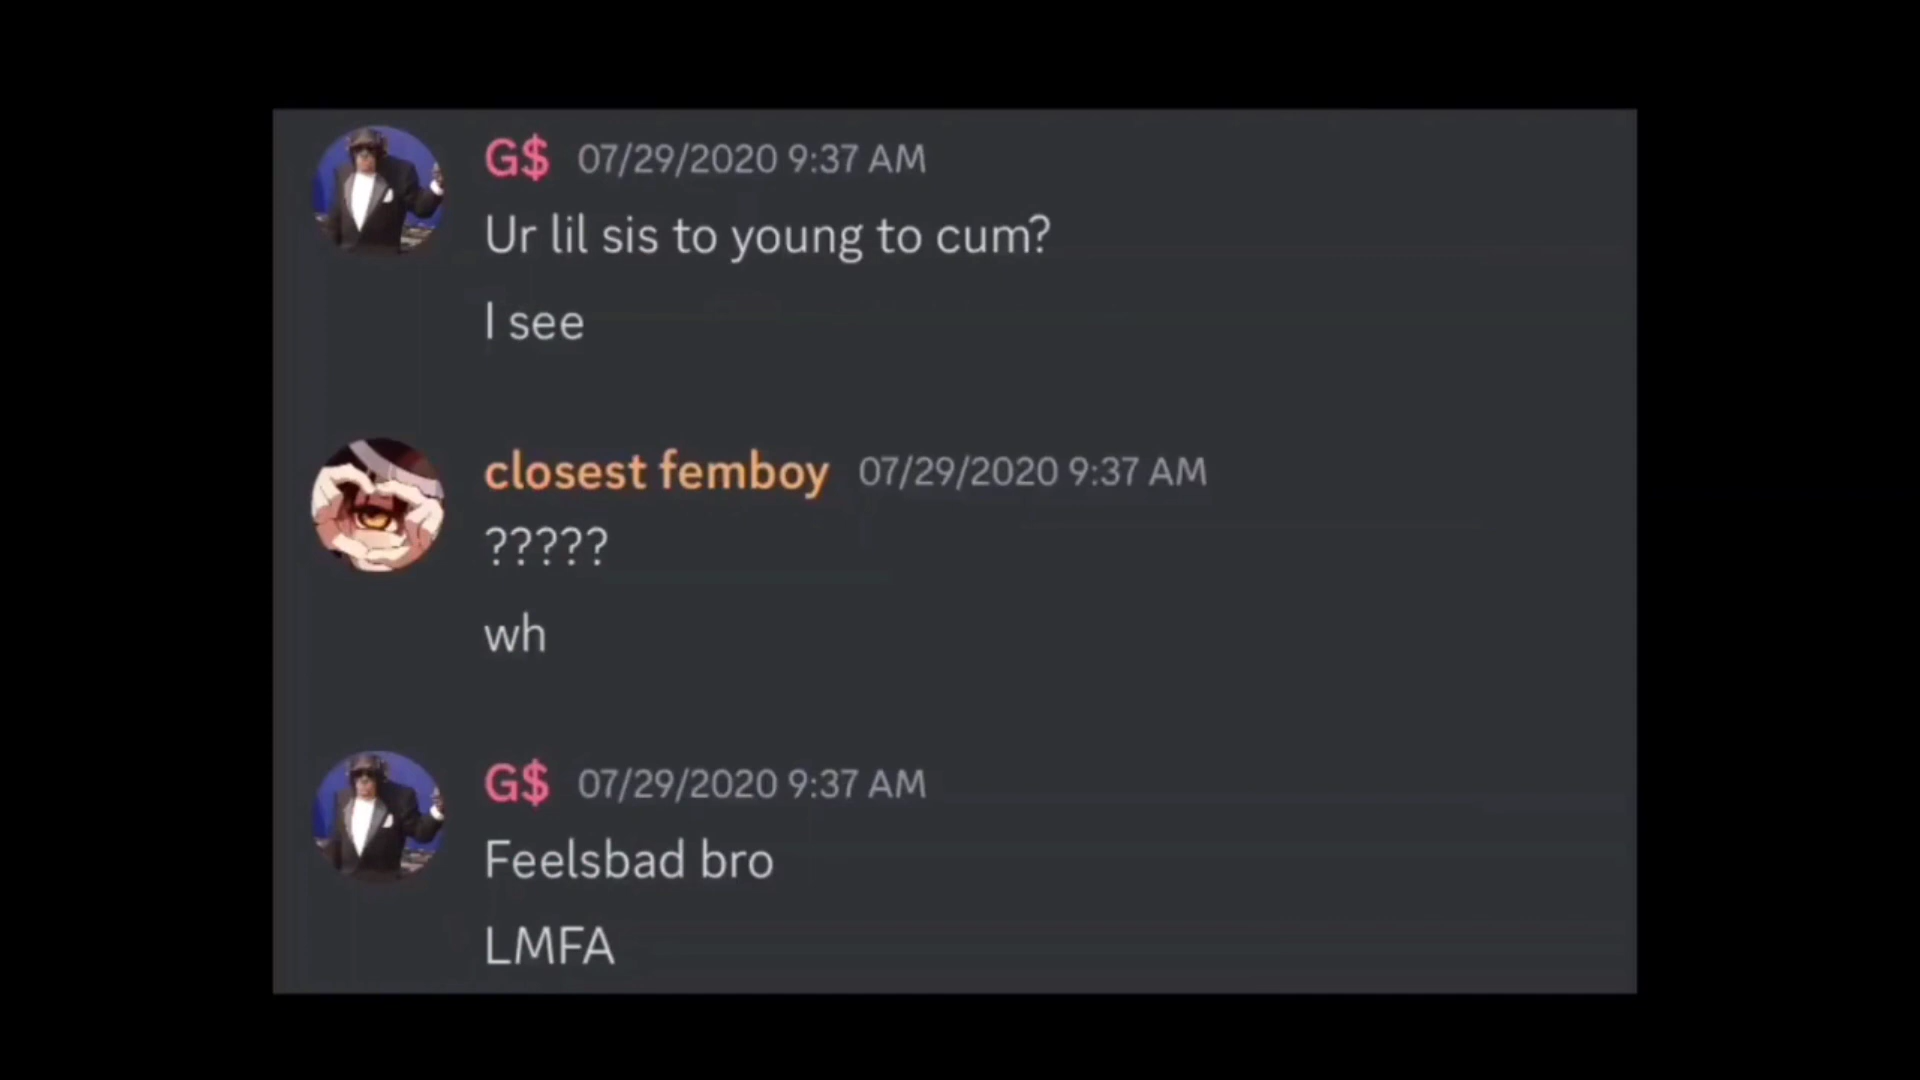 G$ 07/29/2020 9:37 AM
Ur lil sis to young to cum?
I see
closest femboy 07/29/2020 9:37 AM
?????
wh
G$ 07/29/2020 9:37 AM
Feelsbad bro
LMFA